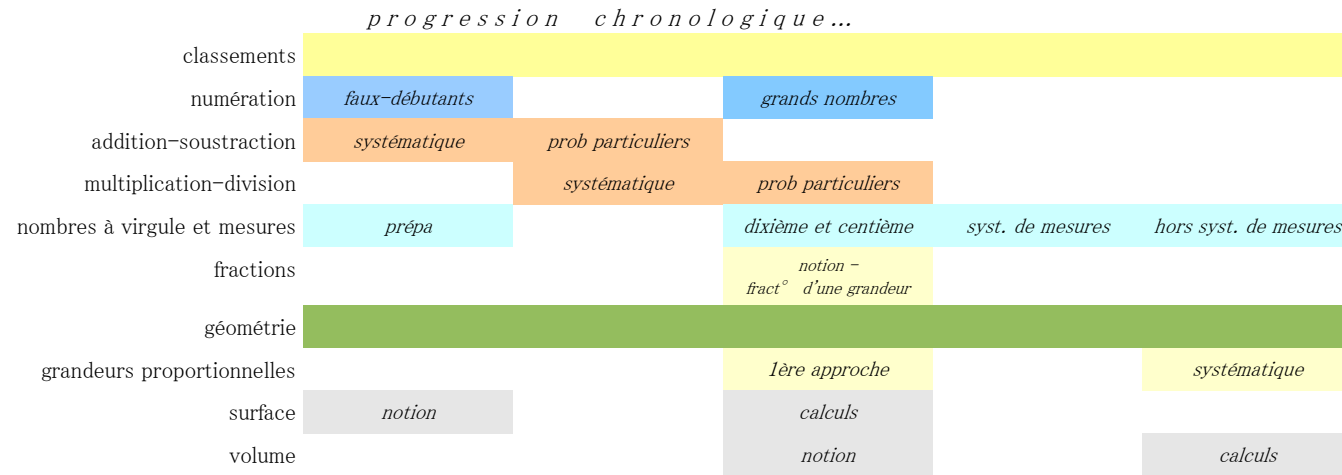 progression chronologique...
classements
numération faux-débutants grands nombres
addition-soustraction systématique prob particuliers
multiplication-division systématique prob particuliers
nombres à virgule et mesures prépa dixième et centième syst. de mesures hors syst. de mesures
fractions notion -
fract° d'une grandeur
géométrie
grandeurs proportionnelles 1ère approche systématique
surface notion calculs
volume notion calculs